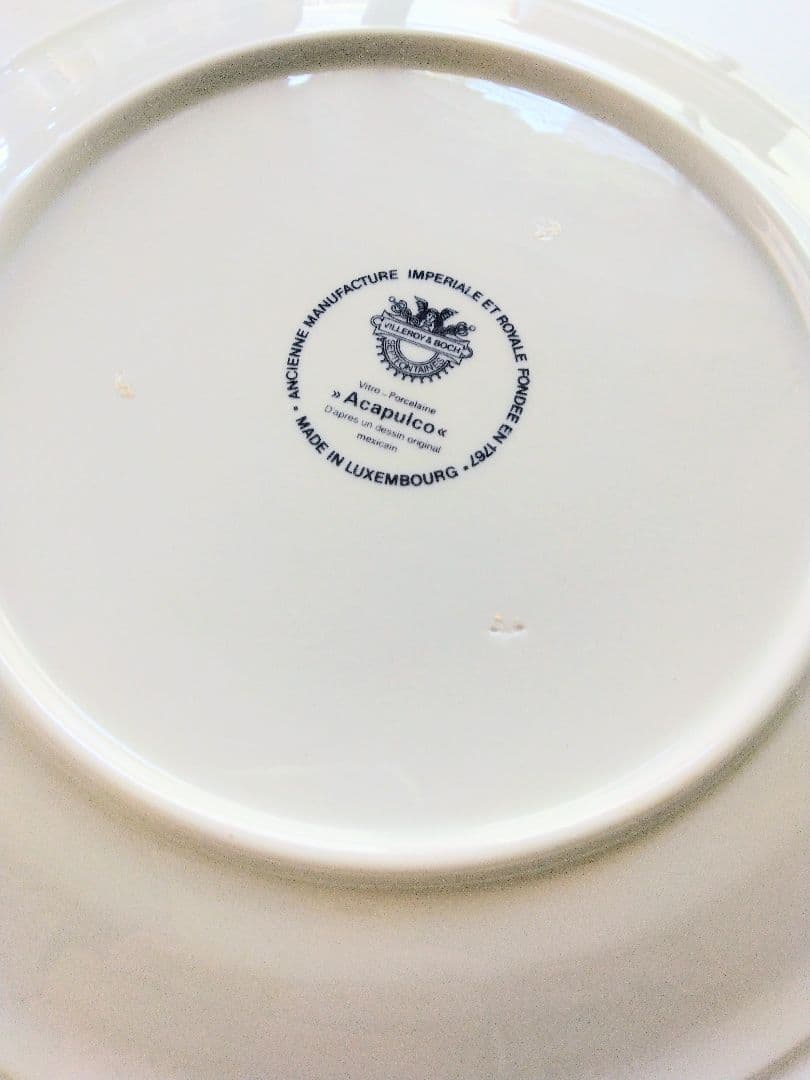 ANCIENNE MANUFACTURE IMPERIALE ET ROYALE FONDEE EN 1767
VILLEROY & BOCH
SEPTFONTAINES
Vitro-Porcelaine
»Acapulco«
D'après un dessin original
mexicain
• MADE IN LUXEMBOURG •